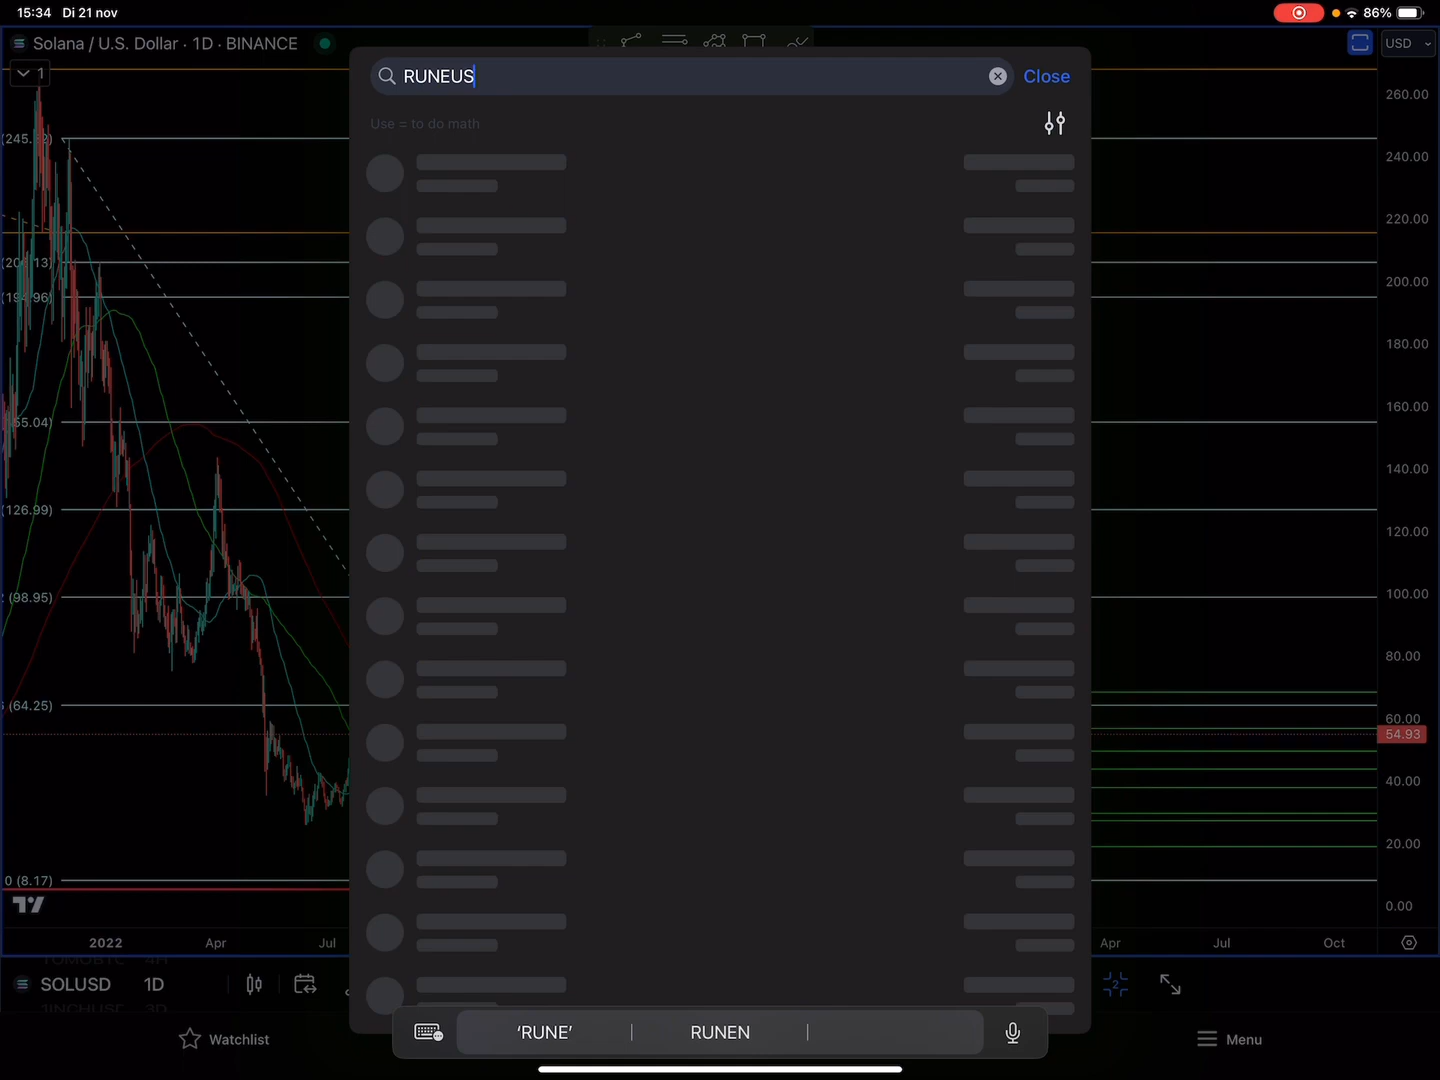 15:34 Di 21 nov
86%
Solana / U.S. Dollar · 1D · BINANCE
USD
1
RUNEUS
Close
Use = to do math
260.00
240.00
220.00
200.00
180.00
160.00
140.00
120.00
100.00
80.00
60.00
54.93
40.00
20.00
0.00
(126.99)
(98.95)
(64.25)
0 (8.17)
2022 Apr Jul
Apr Jul Oct
SOLUSD 1D
2
'RUNE' RUNEN
Watchlist
Menu